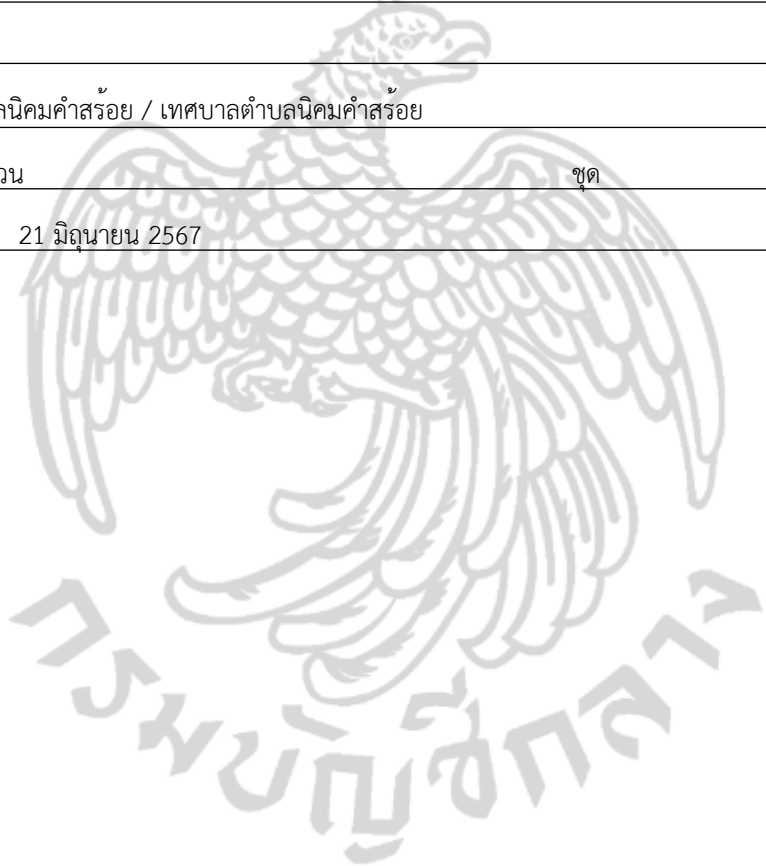 ลนิคมคำสร้อย / เทศบาลตำบลนิคมคำสร้อย
วน ชุด
21 มิถุนายน 2567
กรมบัญชีกลาง